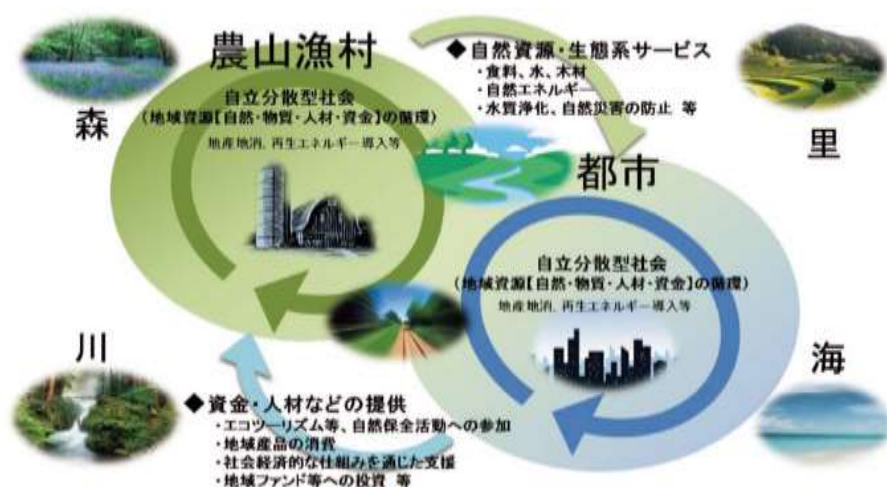 農山漁村
◆自然資源・生態系サービス
・食料、水、木材
・自然エネルギー
・水質浄化、自然災害の防止 等
森
自立分散型社会
(地域資源【自然・物質・人材・資金】の循環)
地産地消、再生エネルギー導入等
里
都市
自立分散型社会
(地域資源【自然・物質・人材・資金】の循環)
地産地消、再生エネルギー導入等
川
海
◆資金・人材などの提供
・エコツーリズム等、自然保全活動への参加
・地域産品の消費
・社会経済的な仕組みを通じた支援
・地域ファンド等への投資 等